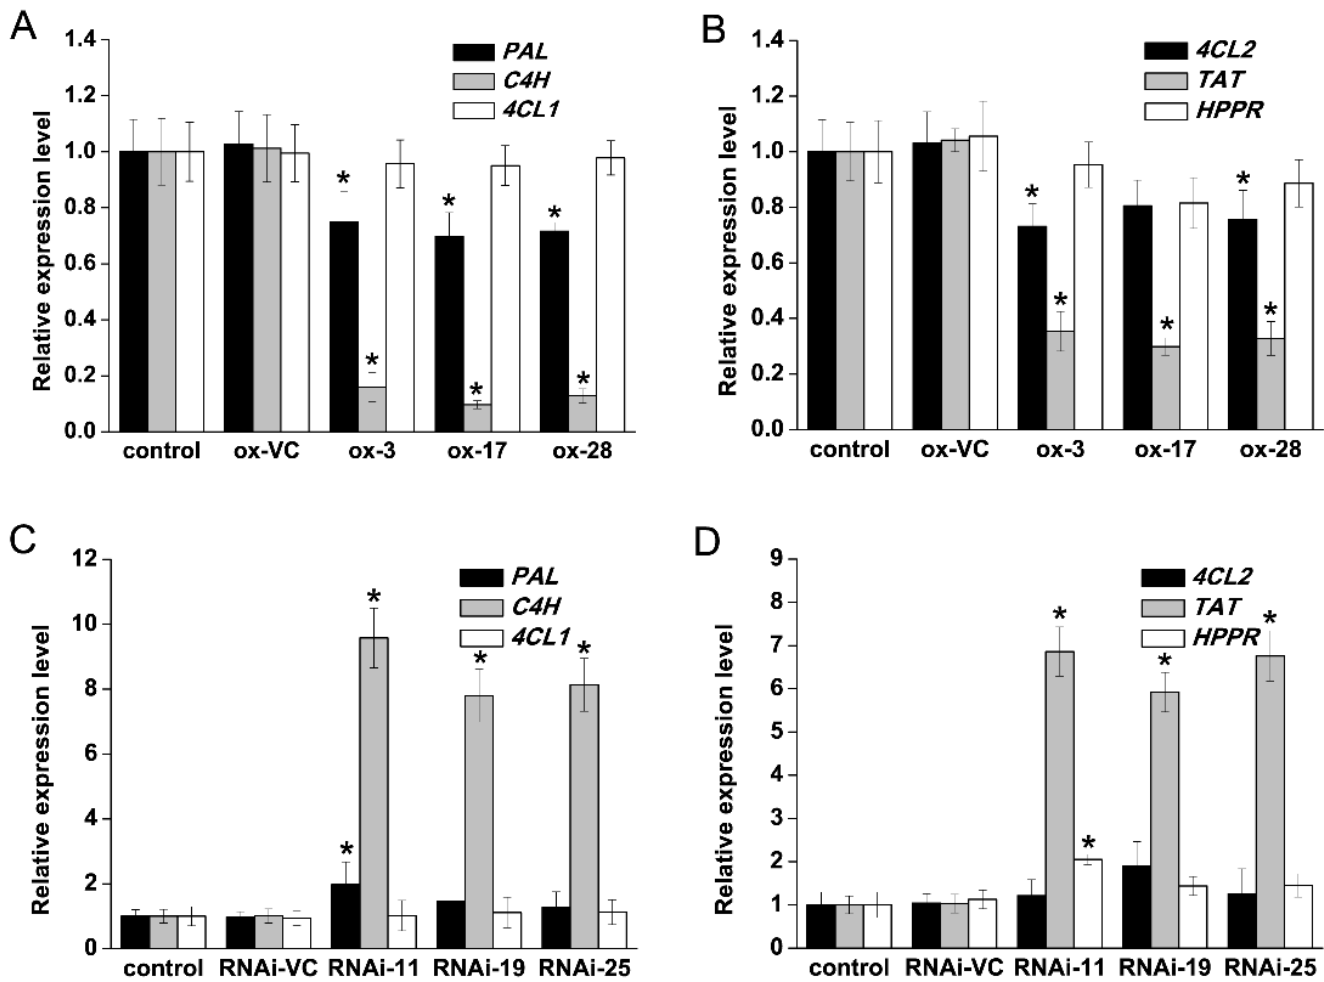 A
Relative expression level
1.4
1.2
1.0
0.8
0.6
0.4
0.2
0.0
PAL
C4H
4CL1
* * *
* * *
control ox-VC ox-3 ox-17 ox-28
B
Relative expression level
1.4
1.2
1.0
0.8
0.6
0.4
0.2
0.0
4CL2
TAT
HPPR
* *
* * *
control ox-VC ox-3 ox-17 ox-28
C
Relative expression level
12
10
8
6
4
2
0
PAL
C4H
4CL1
* * *
*
control RNAi-VC RNAi-11 RNAi-19 RNAi-25
D
Relative expression level
9
8
7
6
5
4
3
2
1
0
4CL2
TAT
HPPR
* * *
*
control RNAi-VC RNAi-11 RNAi-19 RNAi-25